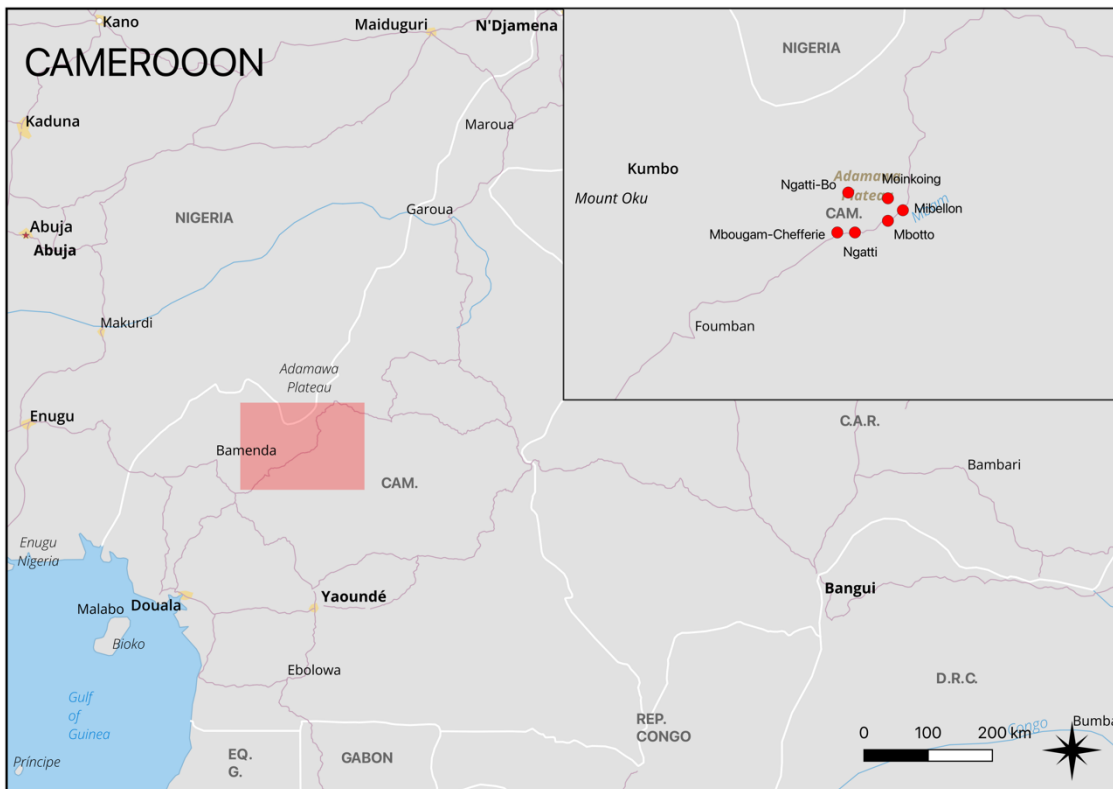 Kano
Maiduguri
N'Djamena
CAMEROOON
Kaduna
Maroua
NIGERIA
Garoua
Abuja
Abuja
Makurdi
Adamawa
Plateau
Enugu
Bamenda
CAM.
Enugu
Nigeria
Malabo
Douala
Yaoundé
Bioko
Ebolowa
Gulf
of
Guinea
Príncipe
EQ.
G.
GABON
REP.
CONGO
C.A.R.
Bambari
Bangui
D.R.C.
Congo
Bumba
0 100 200 km
NIGERIA
Kumbo
Mount Oku
Adamawa
Plateau
Ngatti-Bo
Moinkoing
CAM.
Mibellon
Mbougam-Chefferie
Mbotto
Ngatti
Foumban